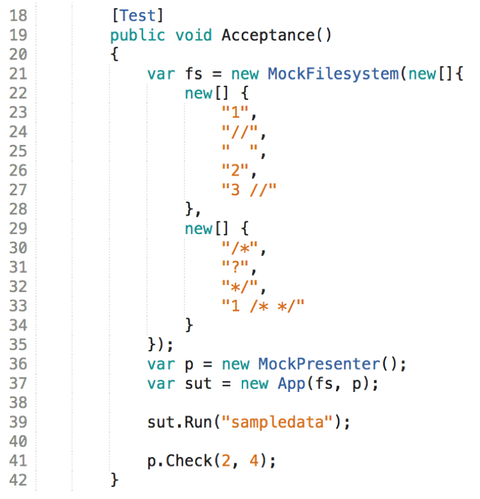 18 [Test]
19 public void Acceptance()
20 {
21 var fs = new MockFilesystem(new[]{
22 new[] {
23 "1",
24 "//",
25 "  ",
26 "2",
27 "3 //"
28 },
29 new[] {
30 "/*",
31 "?",
32 "*/",
33 "1 /* */"
34 }
35 });
36 var p = new MockPresenter();
37 var sut = new App(fs, p);
38
39 sut.Run("sampledata");
40
41 p.Check(2, 4);
42 }